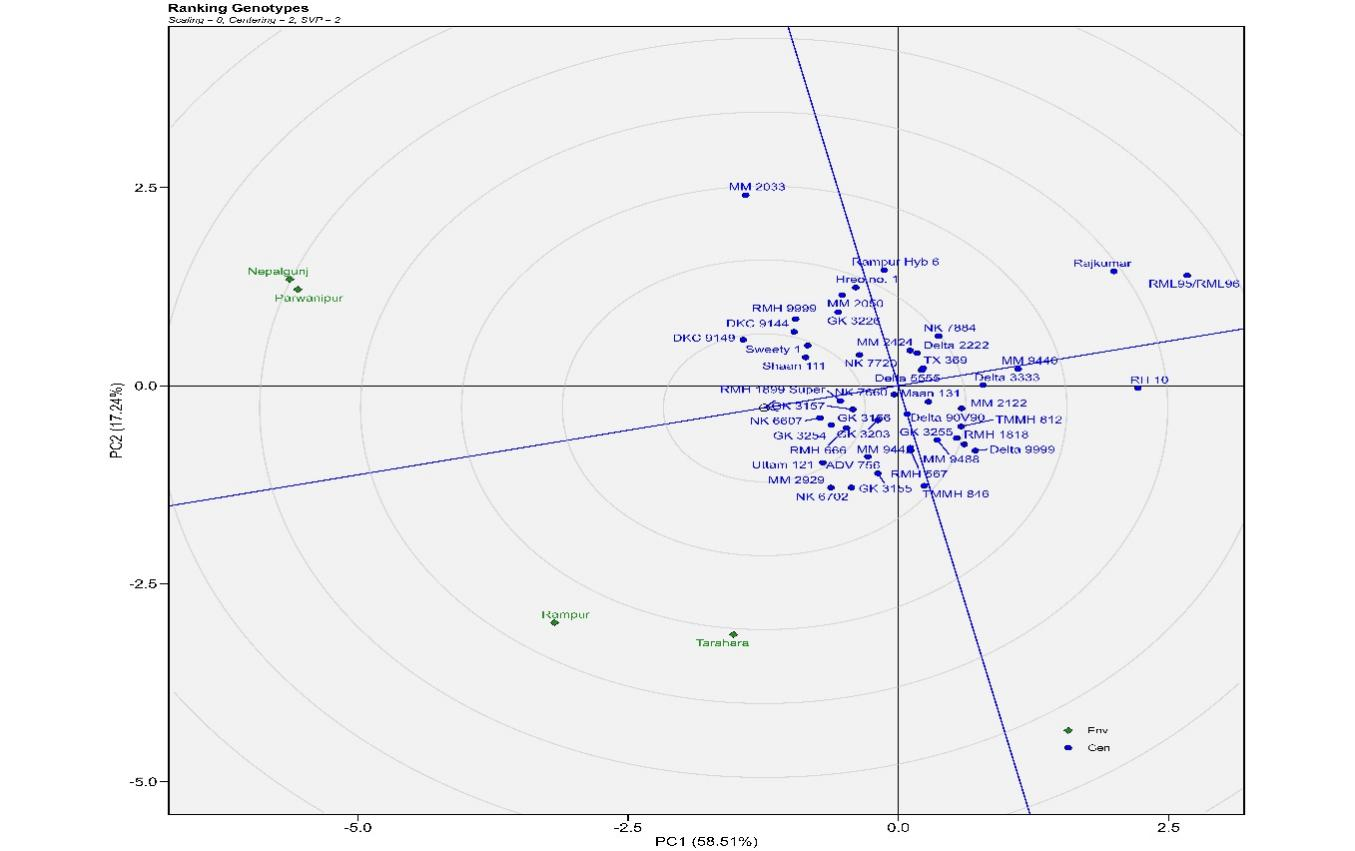 Ranking Genotypes
Scaling = 0, Centering = 2, SVP = 2
2.5
0.0
-2.5
-5.0
PC2 (17.24%)
MM 2033
Rampur Hyb 6
Rajkumar
Nepalgunj
Hred no. 1
RML95/RML96
Parwanipur
MM 2050
RMH 9999
GK 3226
DKC 9144
NK 7884
DKC 9149
MM 2424
Delta 2222
Sweety 1
NK 7720
TX 369
MM 9440
Shaan 111
Delta 5555
Delta 3333
RH 10
RMH 1899 Super
NK 7660
Maan 131
GK 3157
MM 2122
NK 6607
GK 3166
Delta 90V90
TMMH 812
GK 3254
GK 3203
GK 3255
RMH 1818
RMH 666
Delta 9999
MM 9488
Uttam 121
ADV 756
MM 2929
RMH 567
NK 6702
GK 3155
TMMH 846
Rampur
Tarahara
Env
Gen
-5.0
-2.5
0.0
2.5
PC1 (58.51%)